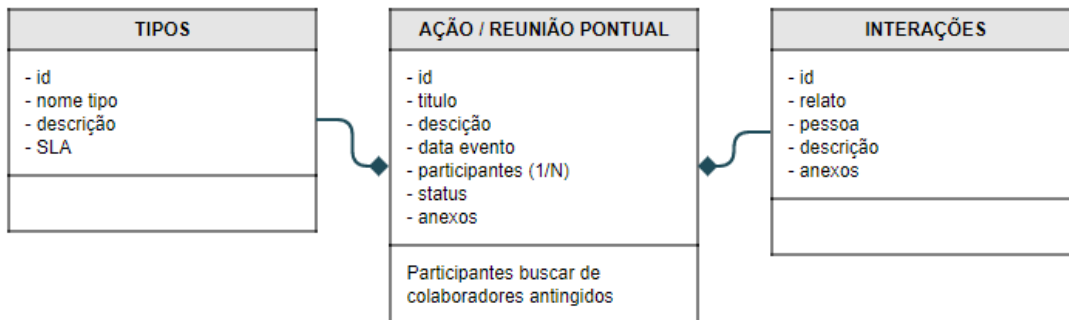 TIPOS
- id
- nome tipo
- descrição
- SLA
AÇÃO / REUNIÃO PONTUAL
- id
- titulo
- descição
- data evento
- participantes (1/N)
- status
- anexos
Participantes buscar de
colaboradores antingidos
INTERAÇÕES
- id
- relato
- pessoa
- descrição
- anexos